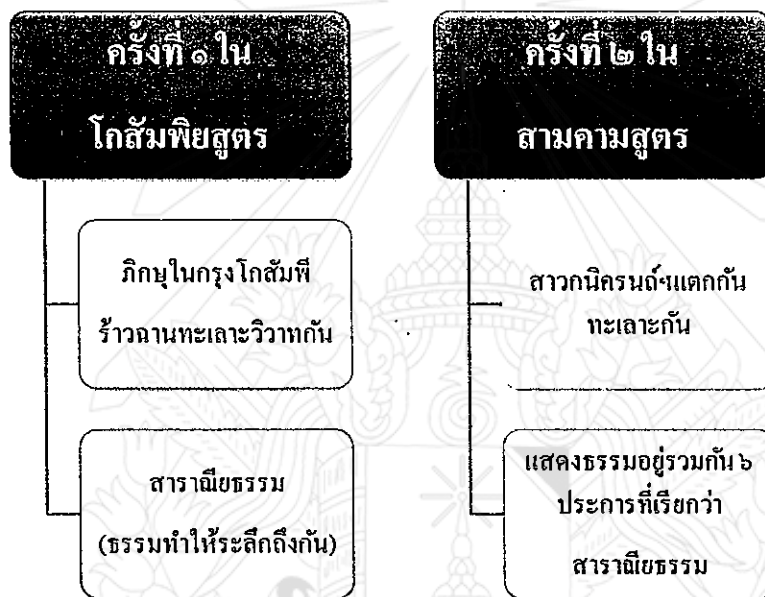 ครั้งที่ ๑ ใน
โกสัมพิยสูตร
ภิกษุในกรุงโกสัมพี
ร้าวฉานทะเลาะวิวาทกัน
สาราณียธรรม
(ธรรมทำให้ระลึกถึงกัน)
ครั้งที่ ๒ ใน
สามคามสูตร
สาวกนิครนถ์ฯแตกกัน
ทะเลาะกัน
แสดงธรรมอยู่รวมกัน ๖
ประการที่เรียกว่า
สาราณียธรรม